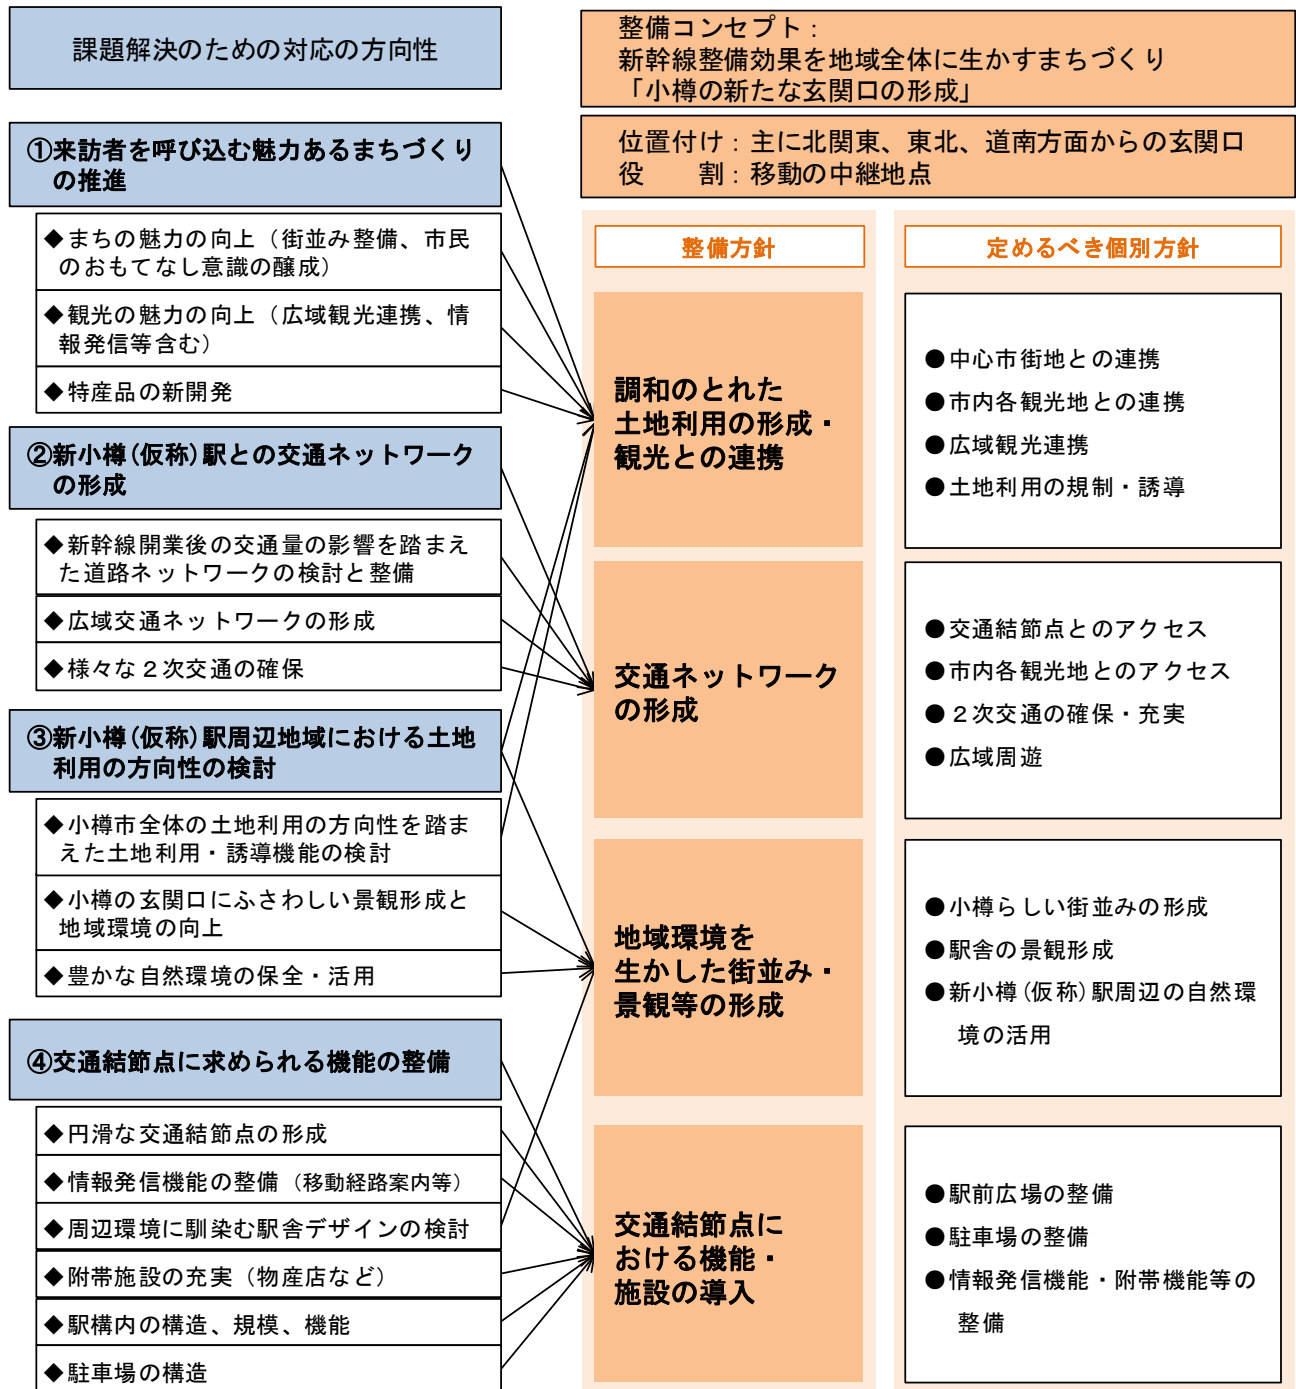 課題解決のための対応の方向性
①来訪者を呼び込む魅力あるまちづくり
の推進
◆まちの魅力の向上（街並み整備、市民
のおもてなし意識の醸成）
◆観光の魅力の向上（広域観光連携、情
報発信等含む）
◆特産品の新開発
②新小樽(仮称)駅との交通ネットワーク
の形成
◆新幹線開業後の交通量の影響を踏まえ
た道路ネットワークの検討と整備
◆広域交通ネットワークの形成
◆様々な２次交通の確保
③新小樽(仮称)駅周辺地域における土地
利用の方向性の検討
◆小樽市全体の土地利用の方向性を踏ま
えた土地利用・誘導機能の検討
◆小樽の玄関口にふさわしい景観形成と
地域環境の向上
◆豊かな自然環境の保全・活用
④交通結節点に求められる機能の整備
◆円滑な交通結節点の形成
◆情報発信機能の整備（移動経路案内等）
◆周辺環境に馴染む駅舎デザインの検討
◆附帯施設の充実（物産店など）
◆駅構内の構造、規模、機能
◆駐車場の構造
整備コンセプト：
新幹線整備効果を地域全体に生かすまちづくり
「小樽の新たな玄関口の形成」
位置付け：主に北関東、東北、道南方面からの玄関口
役　　割：移動の中継地点
整備方針
調和のとれた
土地利用の形成・
観光との連携
交通ネットワーク
の形成
地域環境を
生かした街並み・
景観等の形成
交通結節点に
おける機能・
施設の導入
定めるべき個別方針
●中心市街地との連携
●市内各観光地との連携
●広域観光連携
●土地利用の規制・誘導
●交通結節点とのアクセス
●市内各観光地とのアクセス
●２次交通の確保・充実
●広域周遊
●小樽らしい街並みの形成
●駅舎の景観形成
●新小樽(仮称)駅周辺の自然環
境の活用
●駅前広場の整備
●駐車場の整備
●情報発信機能・附帯機能等の
整備